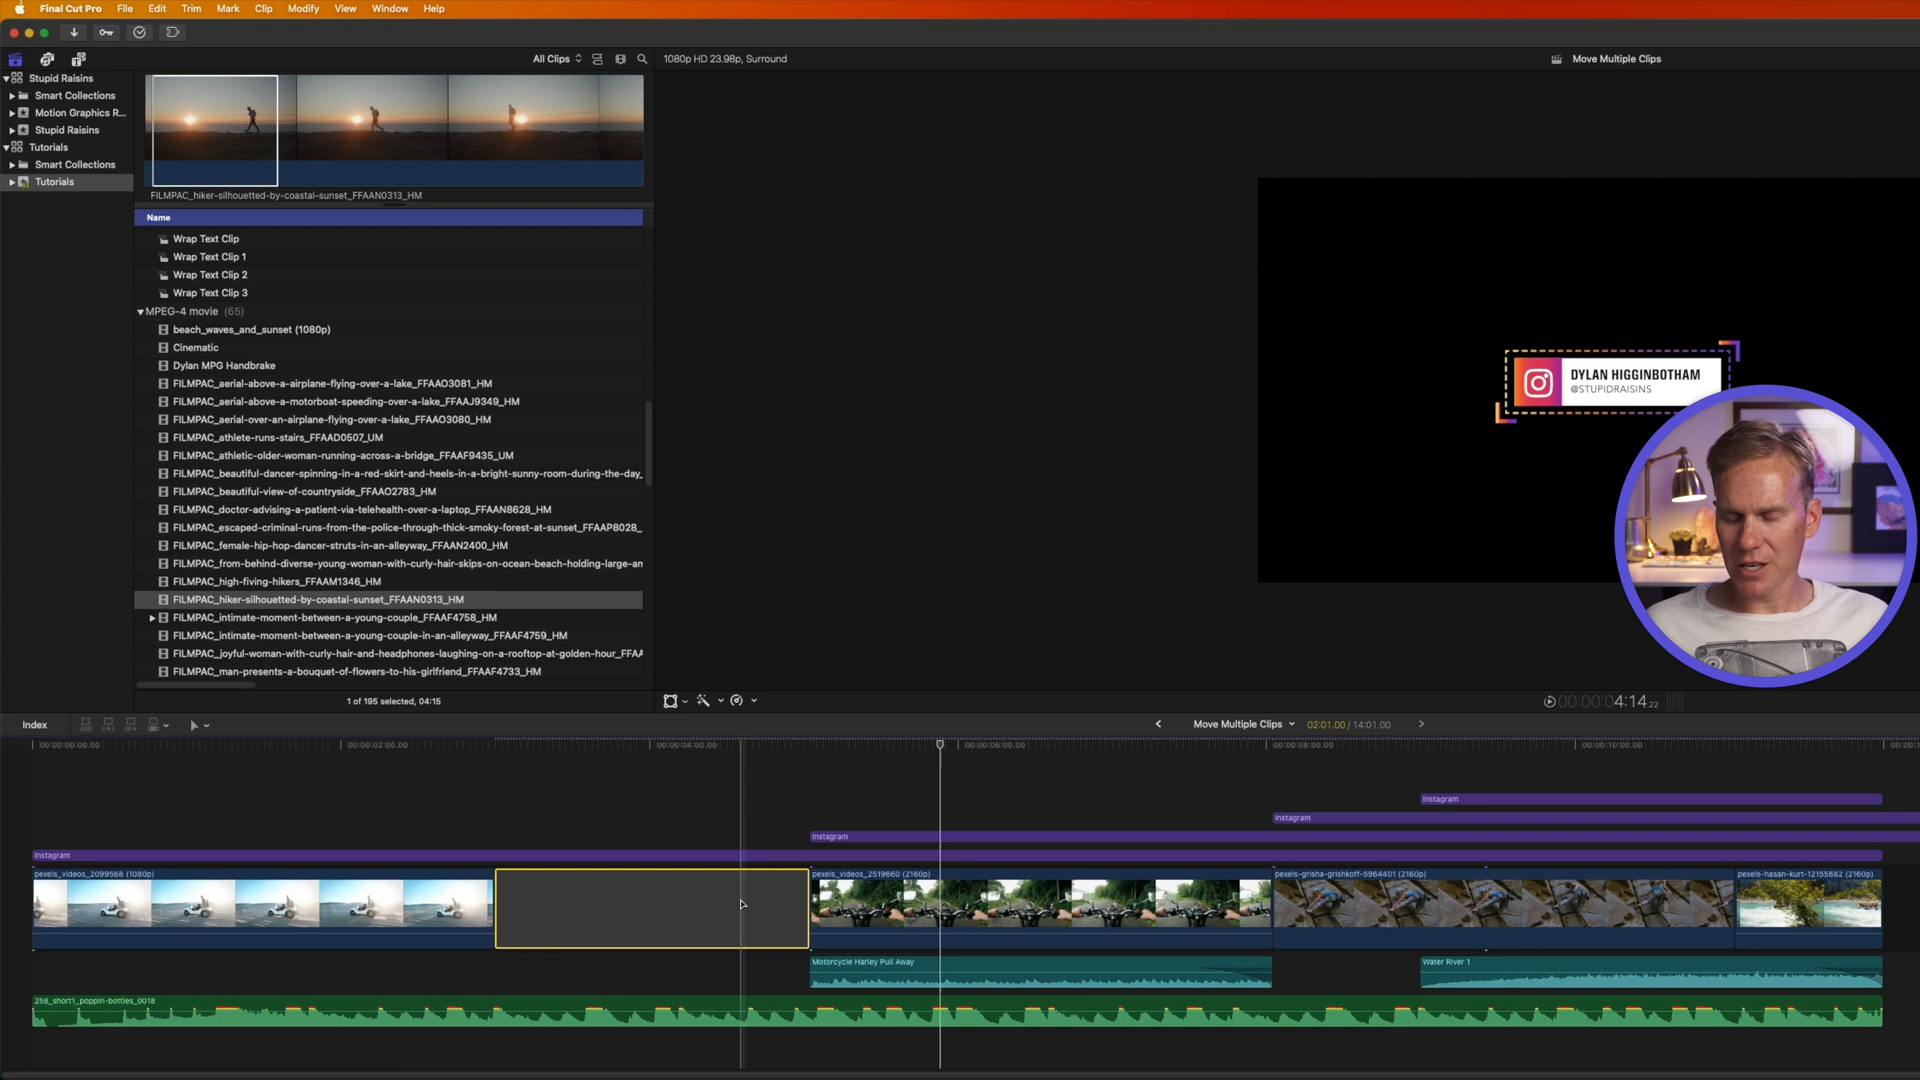 Final Cut Pro File Edit Trim Mark Clip Modify View Window Help
All Clips
1080p HD 23.98p, Surround
Move Multiple Clips
Stupid Raisins
Smart Collections
Motion Graphics R...
Stupid Raisins
Tutorials
Smart Collections
Tutorials
FILMPAC_hiker-silhouetted-by-coastal-sunset_FFAAN0313_HM
Name
Wrap Text Clip
Wrap Text Clip 1
Wrap Text Clip 2
Wrap Text Clip 3
MPEG-4 movie (65)
beach_waves_and_sunset (1080p)
Cinematic
Dylan MPG Handbrake
FILMPAC_aerial-above-a-airplane-flying-over-a-lake_FFAAO3081_HM
FILMPAC_aerial-above-a-motorboat-speeding-over-a-lake_FFAAJ9349_HM
FILMPAC_aerial-over-an-airplane-flying-over-a-lake_FFAAO3080_HM
FILMPAC_athlete-runs-stairs_FFAAD0507_UM
FILMPAC_athletic-older-woman-running-across-a-bridge_FFAAF9435_UM
FILMPAC_beautiful-dancer-spinning-in-a-red-skirt-and-heels-in-a-bright-sunny-room-during-the-day_
FILMPAC_beautiful-view-of-countryside_FFAAO2783_HM
FILMPAC_doctor-advising-a-patient-via-telehealth-over-a-laptop_FFAAN8628_HM
FILMPAC_escaped-criminal-runs-from-the-police-through-thick-smoky-forest-at-sunset_FFAAP8028_
FILMPAC_female-hip-hop-dancer-struts-in-an-alleyway_FFAAN2400_HM
FILMPAC_from-behind-diverse-young-woman-with-curly-hair-skips-on-ocean-beach-holding-large-am
FILMPAC_high-fiving-hikers_FFAAM1346_HM
FILMPAC_hiker-silhouetted-by-coastal-sunset_FFAAN0313_HM
FILMPAC_intimate-moment-between-a-young-couple_FFAAF4758_HM
FILMPAC_intimate-moment-between-a-young-couple-in-an-alleyway_FFAAF4759_HM
FILMPAC_joyful-woman-with-curly-hair-and-headphones-laughing-on-a-rooftop-at-golden-hour_FFAA
FILMPAC_man-presents-a-bouquet-of-flowers-to-his-girlfriend_FFAAF4733_HM
1 of 195 selected, 04:15
DYLAN HIGGINBOTHAM
@STUPIDRAISINS
00:00:04:14.22
Index
Move Multiple Clips 02:01.00 / 14:01.00
00:00:00:00.00 00:00:02:00.00 00:00:04:00.00 00:00:06:00.00 00:00:08:00.00 00:00:10:00.00 00:00:1
Instagram
Instagram
Instagram
Instagram
pexels_videos_2099568 (1080p) pexels_videos_2519660 (2160p) pexels-grisha-grishkoff-5964401 (2160p) pexels-hasan-kurt-12155882 (2160p)
Motorcycle Harley Pull Away Water River 1
258_short1_poppin-bottles_0018